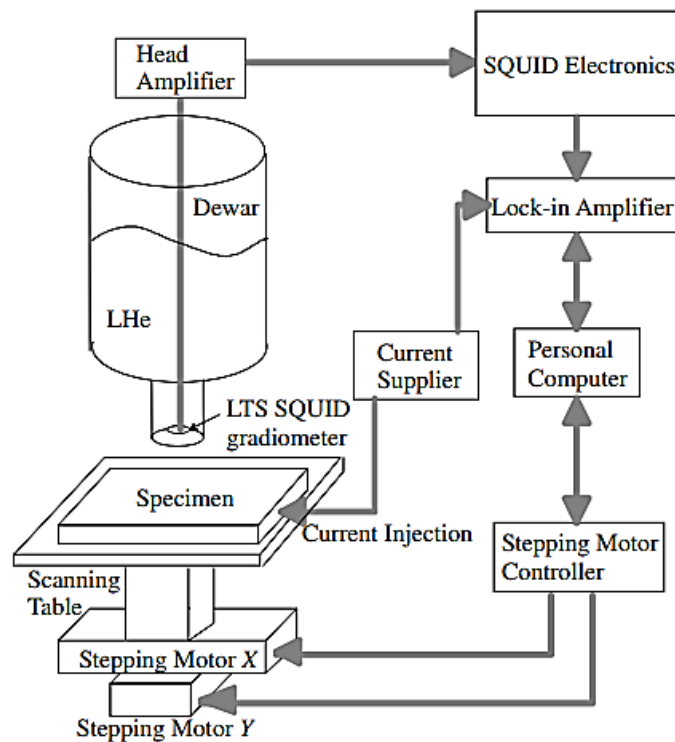 Head
Amplifier
SQUID Electronics
Dewar
Lock-in Amplifier
LHe
Current
Supplier
Personal
Computer
LTS SQUID
gradiometer
Specimen
Current Injection
Stepping Motor
Controller
Scanning
Table
Stepping Motor X
Stepping Motor Y